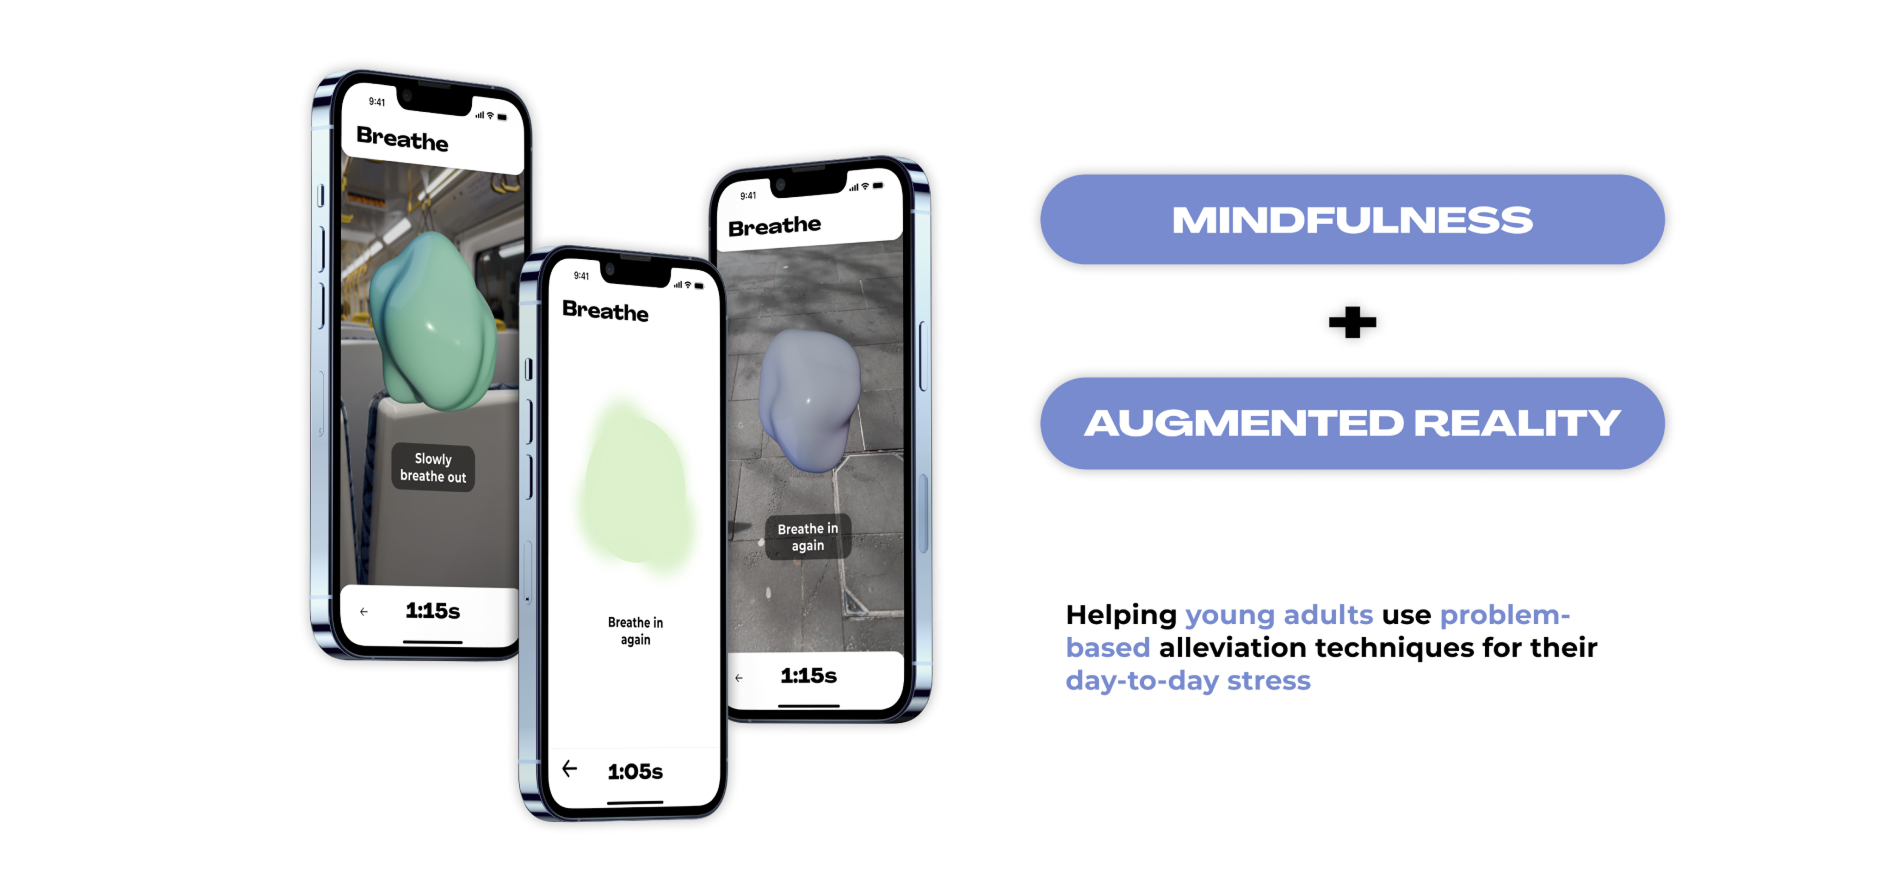 9:41
Breathe
Slowly
breathe out
1:15s
9:41
Breathe
Breathe in
again
1:05s
9:41
Breathe
Breathe in
again
1:15s
MINDFULNESS
+
AUGMENTED REALITY
Helping young adults use problem-
based alleviation techniques for their
day-to-day stress